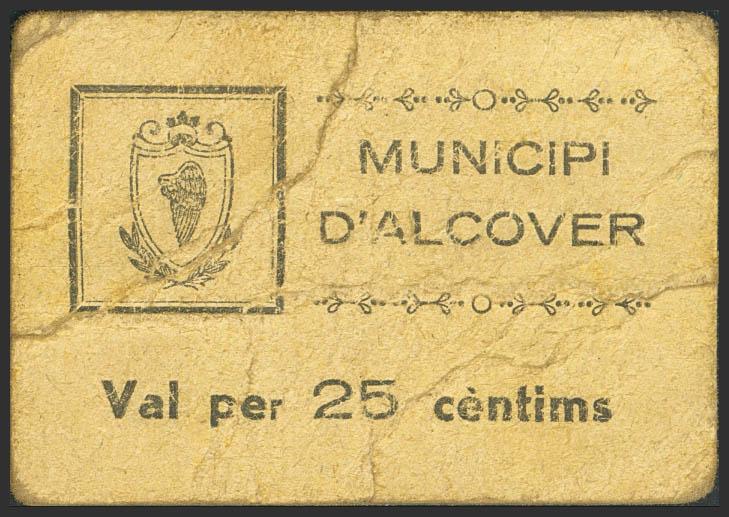 MUNICIPI
D'ALCOVER
Val per 25 cèntims